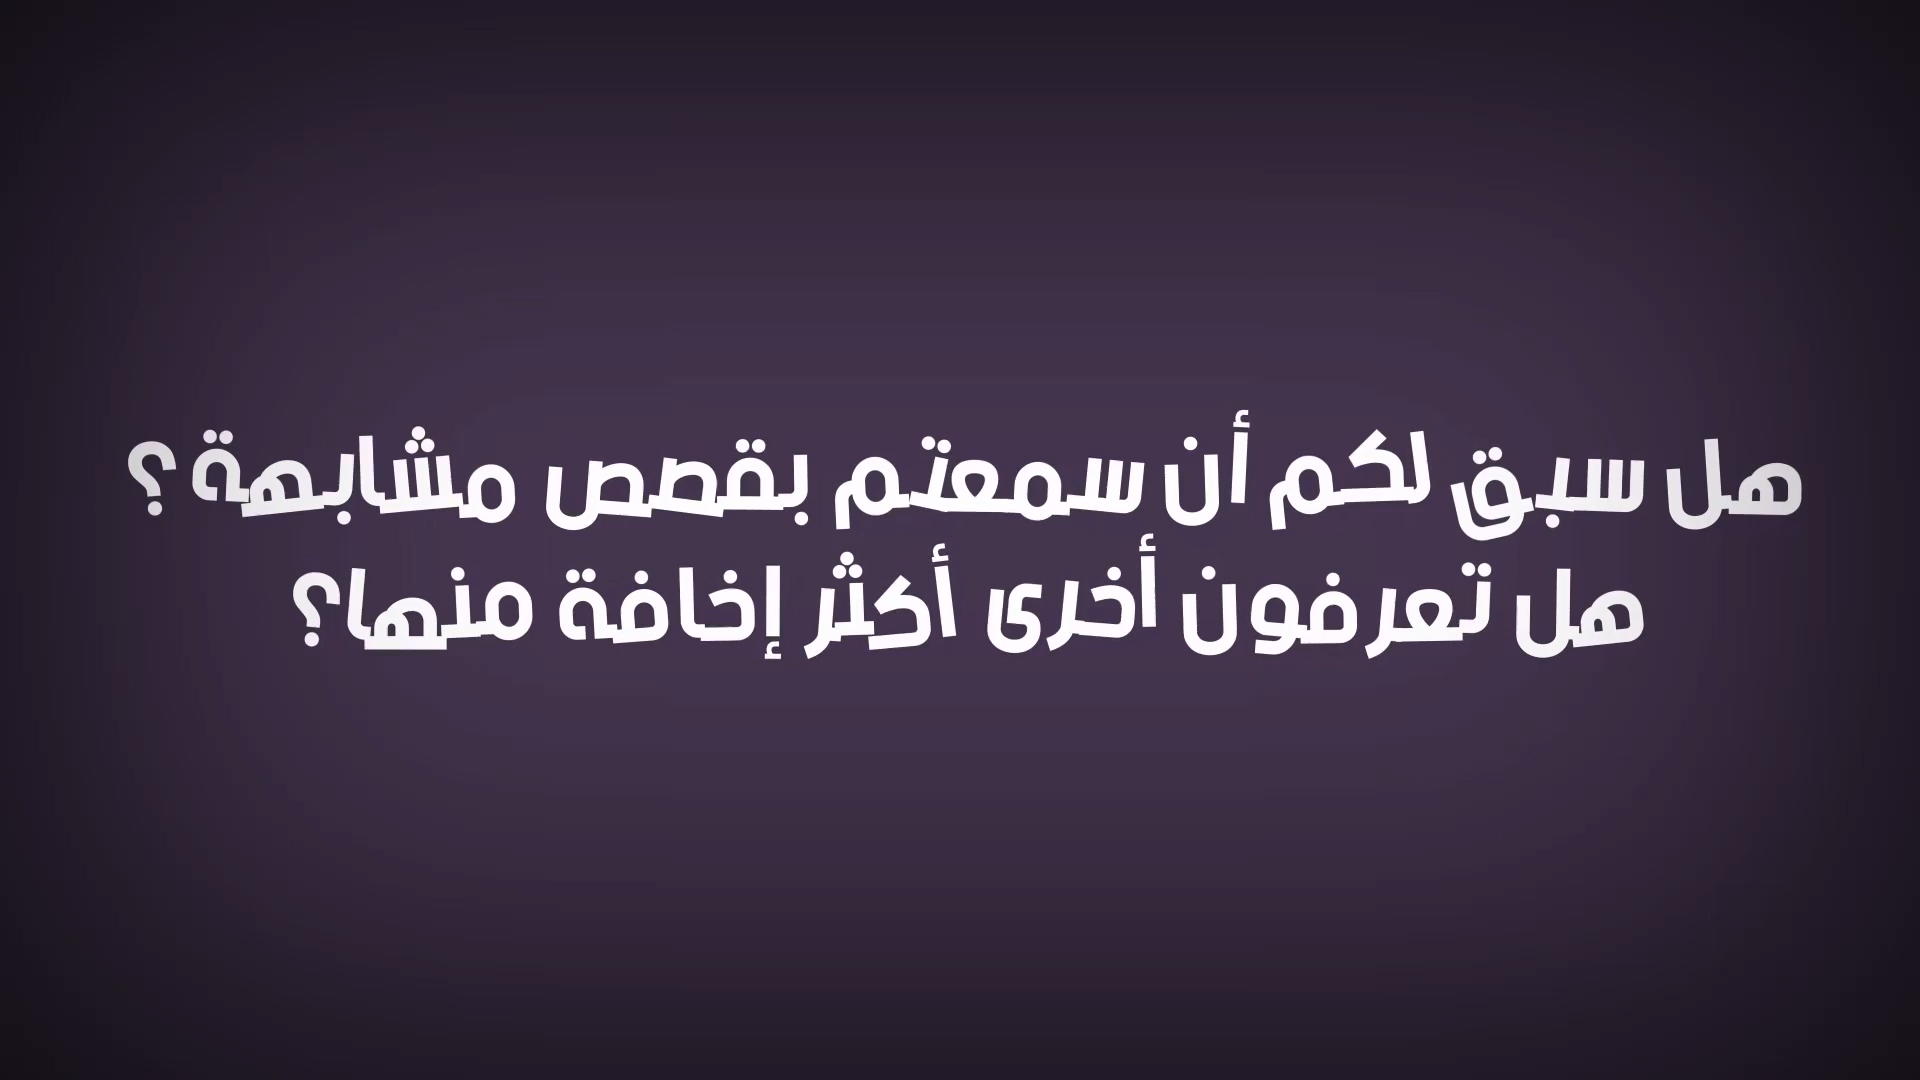 هل سبق لكم أن سمعتم بقصص مشابهة ؟
هل تعرفون أخرى أكثر إخافة منها؟